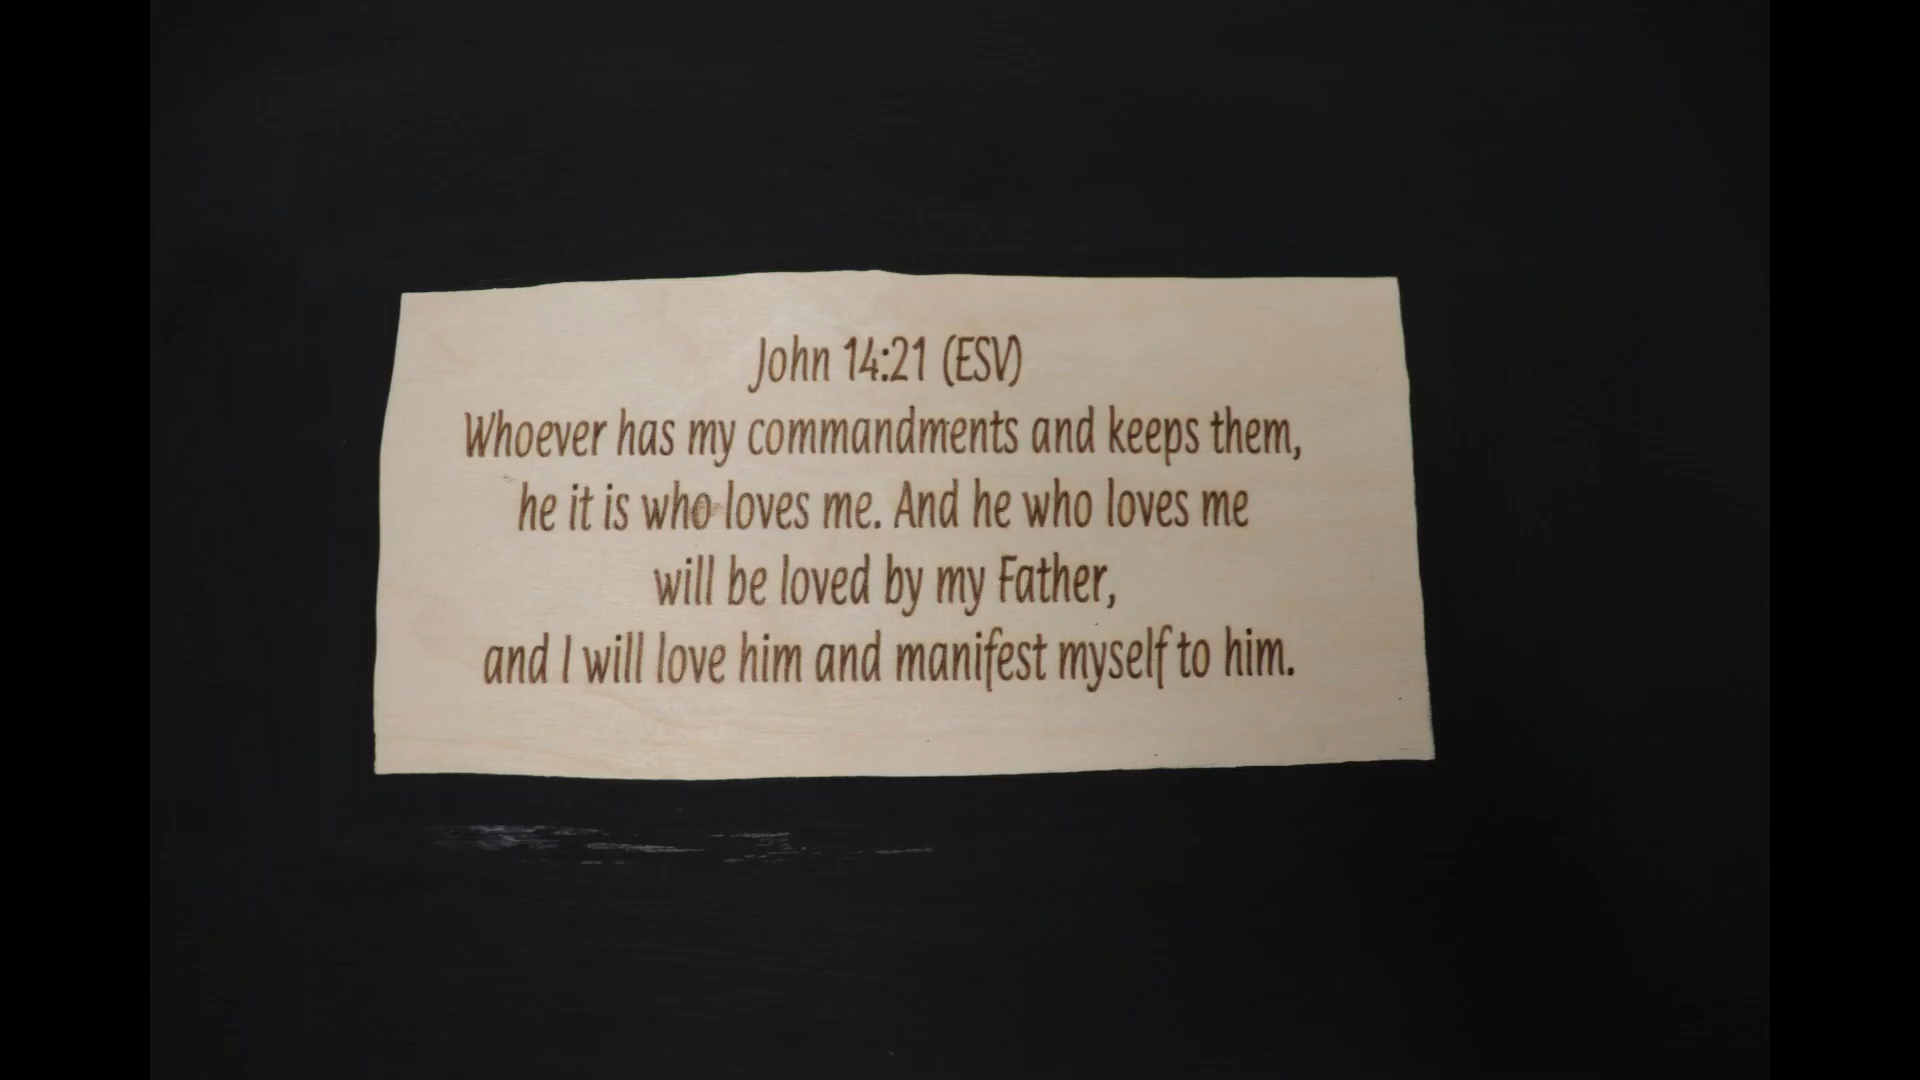 John 14:21 (ESV)
Whoever has my commandments and keeps them,
he it is who loves me. And he who loves me
will be loved by my Father,
and I will love him and manifest myself to him.